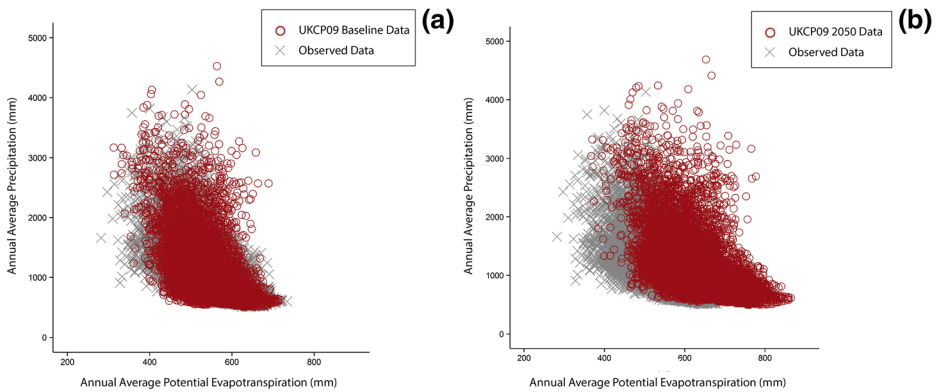 UKCP09 Baseline Data
Observed Data
(a)
5000
4000
3000
2000
1000
0
Annual Average Precipitation (mm)
200
400
600
800
Annual Average Potential Evapotranspiration (mm)
UKCP09 2050 Data
Observed Data
(b)
5000
4000
3000
2000
1000
0
Annual Average Precipitation (mm)
200
400
600
800
Annual Average Potential Evapotranspiration (mm)